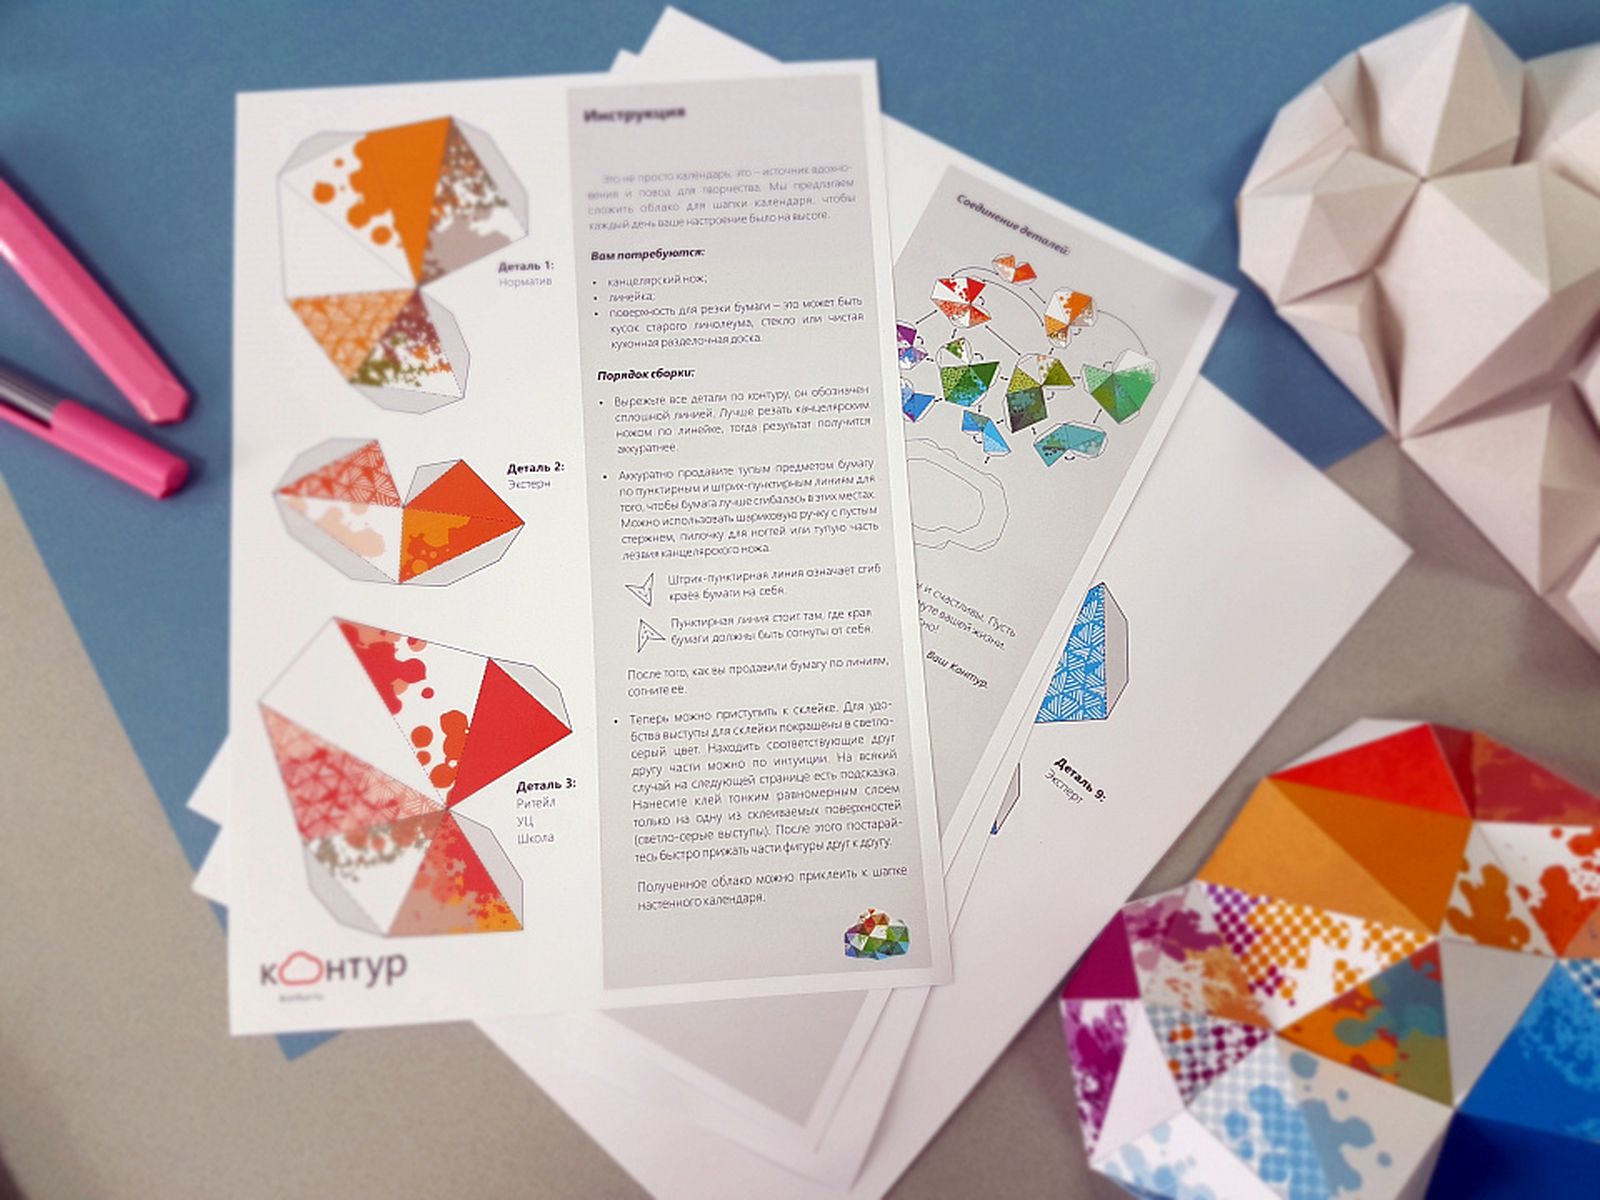 Инструкция
Это не просто календарь, это – источник вдохно-
вения и повод для творчества. Мы предлагаем
сложить облако для шапки календаря, чтобы
каждый день ваше настроение было на высоте.
Вам потребуются:
• канцелярский нож;
• линейка;
• поверхность для резки бумаги – это может быть
кусок старого линолеума, стекло или чистая
кухонная разделочная доска.
Порядок сборки:
• Вырежьте все детали по контуру, он обозначен
сплошной линией. Лучше резать канцелярским
ножом по линейке, тогда результат получится
аккуратнее.
• Аккуратно продавите тупым предметом бумагу
по пунктирным и штрих-пунктирным линиям для
того, чтобы бумага лучше сгибалась в этих местах.
Можно использовать шариковую ручку с пустым
стержнем, пилочку для ногтей или тупую часть
лезвия канцелярского ножа.
Штрих-пунктирная линия означает сгиб
краёв бумаги на себя.
Пунктирная линия стоит там, где края
бумаги должны быть согнуты от себя.
После того, как вы продавили бумагу по линиям,
согните её.
• Теперь можно приступить к склейке. Для удо-
бства выступы для склейки покрашены в светло-
серый цвет. Находить соответствующие друг
другу части можно по интуиции. На всякий
случай на следующей странице есть подсказка.
Нанесите клей тонким равномерным слоем
только на одну из склеиваемых поверхностей
(светло-серые выступы). После этого постарай-
тесь быстро прижать части фигуры друг к другу.
Полученное облако можно приклеить к шапке
настенного календаря.
Деталь 1:
Норматив
Деталь 2:
Экстерн
Деталь 3:
Ритейл
УЦ
Школа
контур
Соединение деталей:
и счастливы. Пусть
вашей жизни.
Ваш Контур.
Деталь 9:
Эксперт